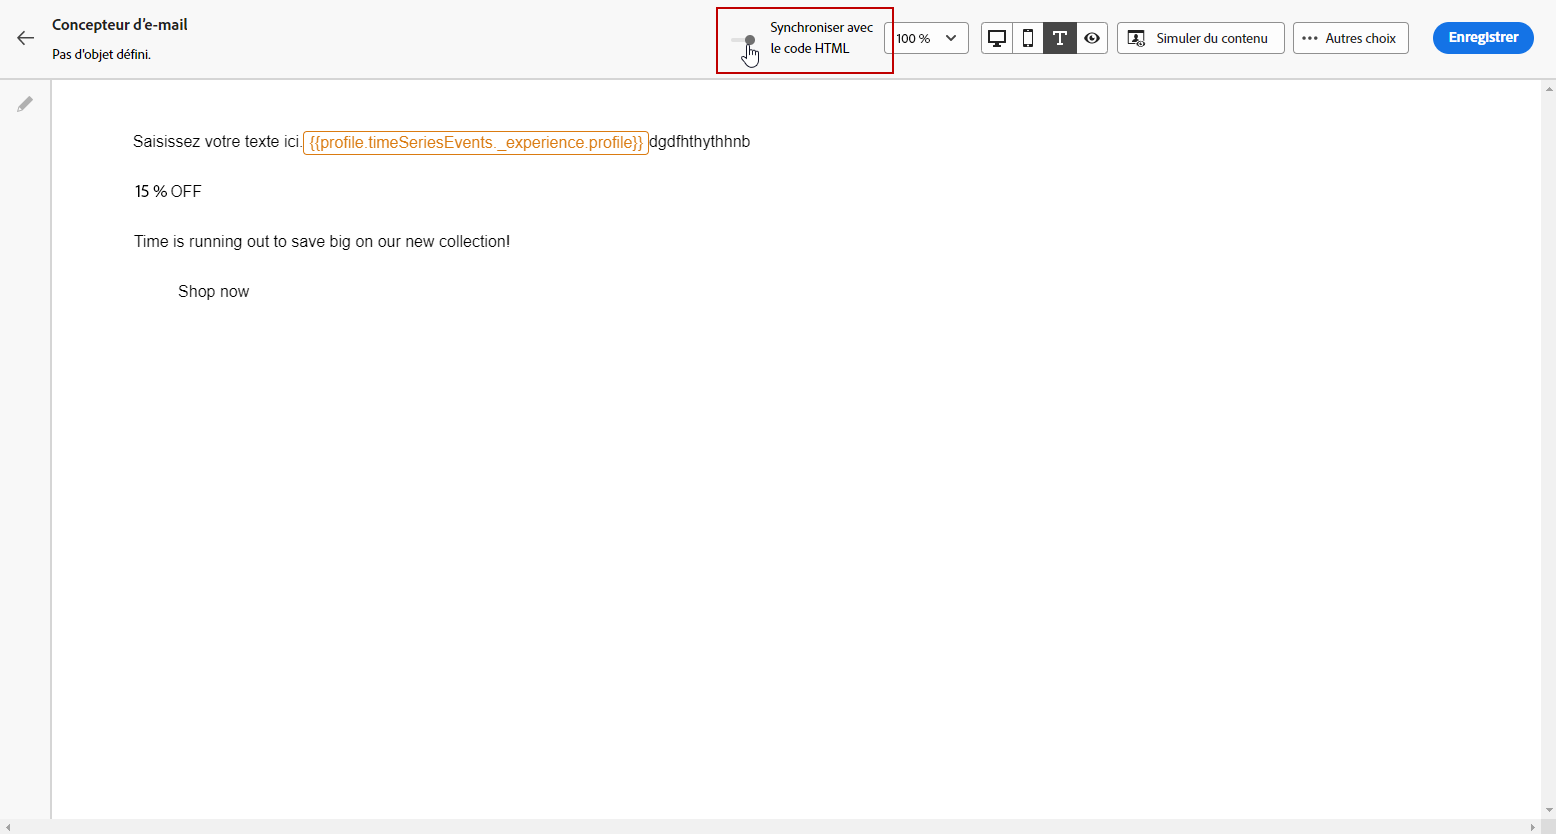 Concepteur d'e-mail
Pas d'objet défini.
Synchroniser avec
le code HTML
100 %
T
Simuler du contenu
Autres choix
Enregistrer
Saisissez votre texte ici. {{profile.timeSeriesEvents._experience.profile}} dgdfhthythhnb
15 % OFF
Time is running out to save big on our new collection!
Shop now